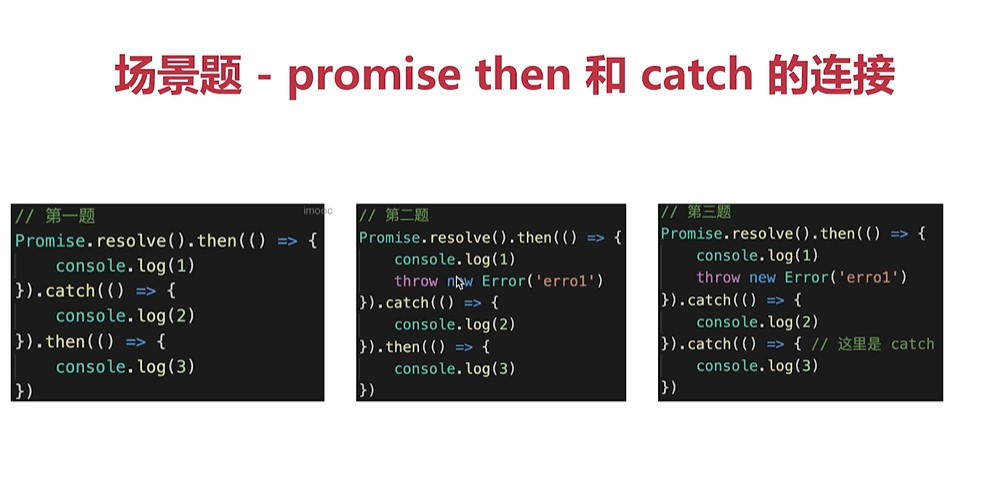 场景题 - promise then 和 catch 的连接
imooc
// 第一题
Promise.resolve().then(() => {
    console.log(1)
}).catch(() => {
    console.log(2)
}).then(() => {
    console.log(3)
})
// 第二题
Promise.resolve().then(() => {
    console.log(1)
    throw new Error('erro1')
}).catch(() => {
    console.log(2)
}).then(() => {
    console.log(3)
})
// 第三题
Promise.resolve().then(() => {
    console.log(1)
    throw new Error('erro1')
}).catch(() => {
    console.log(2)
}).catch(() => { // 这里是 catch
    console.log(3)
})